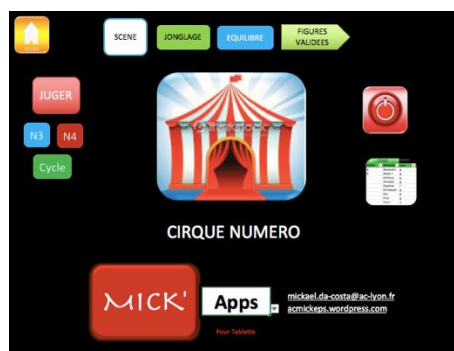 SCENE
JONGLAGE
EQUILIBRE
FIGURES
VALIDEES
JUGER
N3
N4
Cycle
CIRQUE NUMERO
MICK'
Apps
mickael.da-costa@ac-lyon.fr
acmickeps.wordpress.com
Pour Tablette